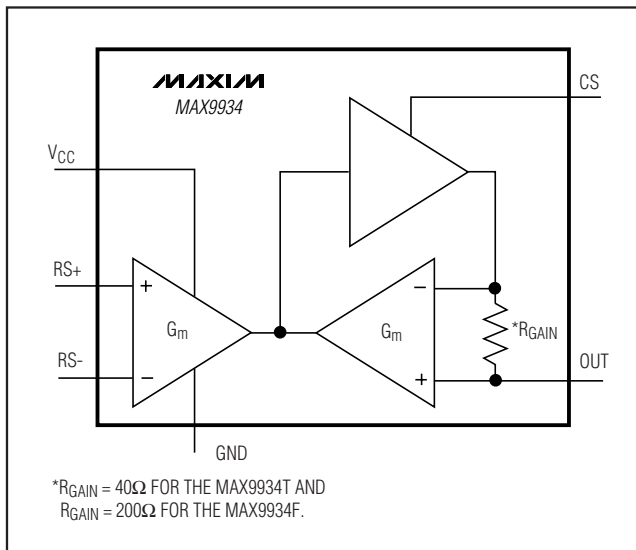 MAXIM
MAX9934
CS
VCC
RS+
+
Gm
RS-
−
−
Gm
+
*RGAIN
OUT
GND
*RGAIN = 40Ω FOR THE MAX9934T AND
RGAIN = 200Ω FOR THE MAX9934F.